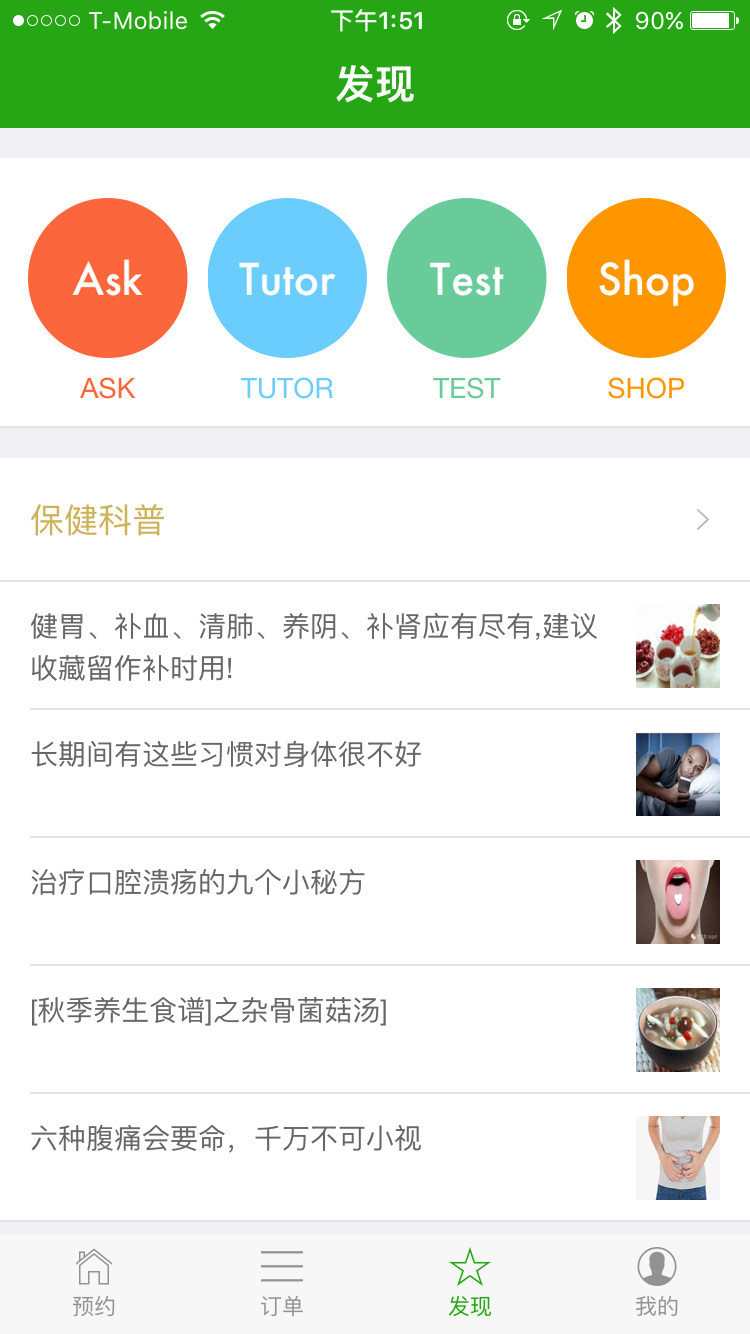 T-Mobile 下午1:51 90%
发现
Ask Tutor Test Shop
ASK TUTOR TEST SHOP
保健科普
健胃、补血、清肺、养阴、补肾应有尽有,建议
收藏留作补时用!
长期间有这些习惯对身体很不好
治疗口腔溃疡的九个小秘方
[秋季养生食谱]之杂骨菌菇汤]
六种腹痛会要命，千万不可小视
预约 订单 发现 我的